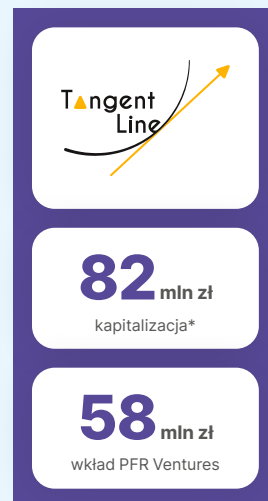 Tangent
Line
82 mln zł
kapitalizacja*
58 mln zł
wkład PFR Ventures